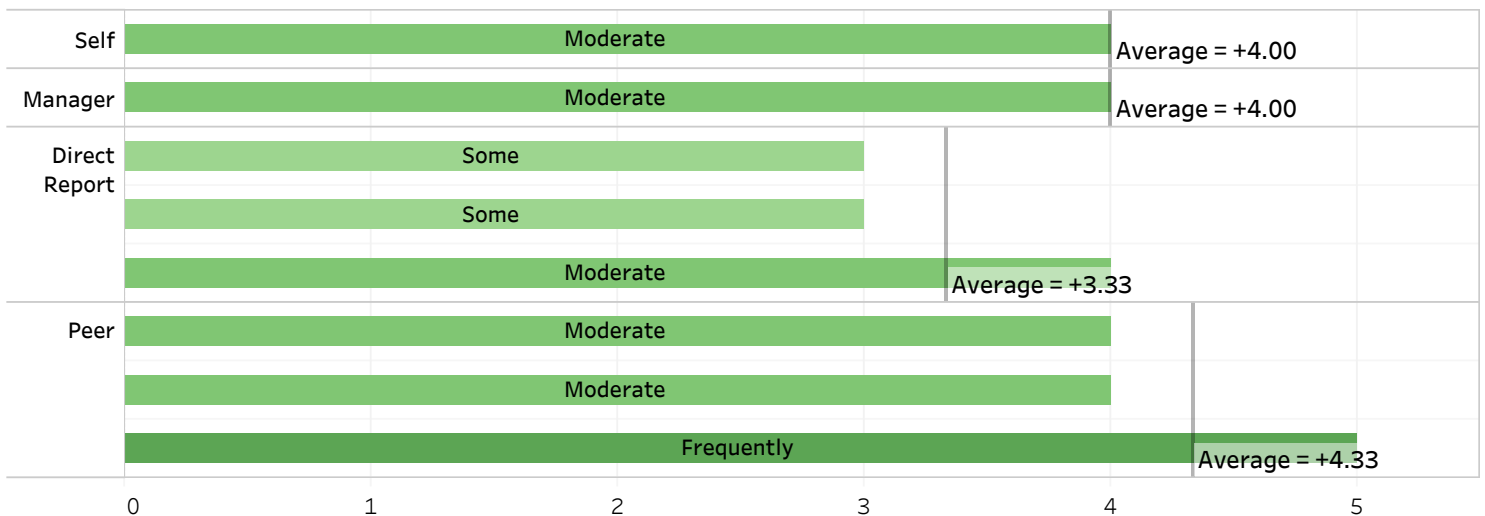 Self
Moderate
Average = +4.00
Manager
Moderate
Average = +4.00
Direct
Report
Some
Some
Moderate
Average = +3.33
Peer
Moderate
Moderate
Frequently
Average = +4.33
0 1 2 3 4 5